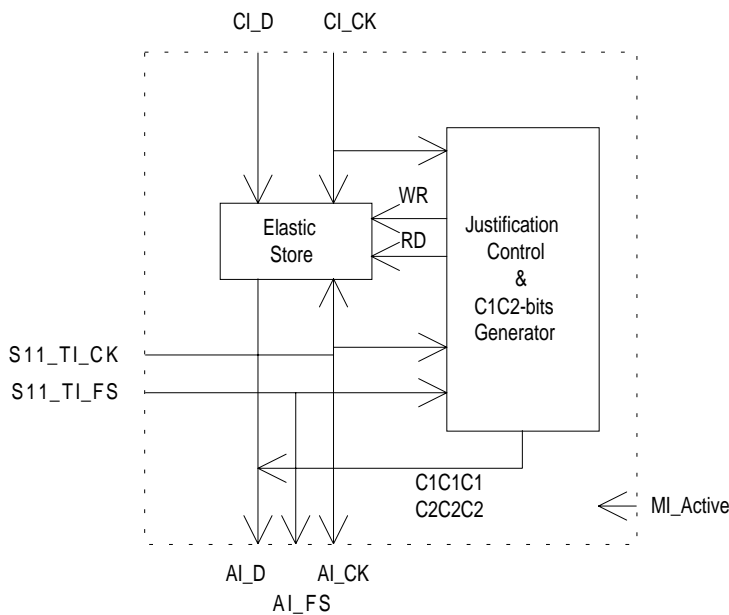 CI_D CI_CK
WR
RD
Elastic
Store
Justification
Control
&
C1C2-bits
Generator
S11_TI_CK
S11_TI_FS
C1C1C1
C2C2C2
MI_Active
AI_D AI_CK
AI_FS